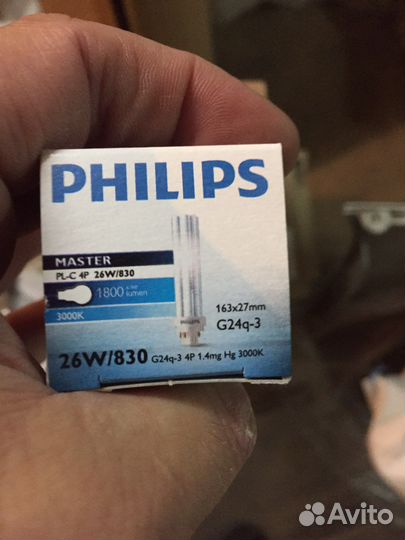 PHILIPS
MASTER
PL-C 4P 26W/830
1800 lumen
3000K
PHILIPS
163x27mm
G24q-3
26W/830 G24q-3 4P 1.4mg Hg 3000K
Avito